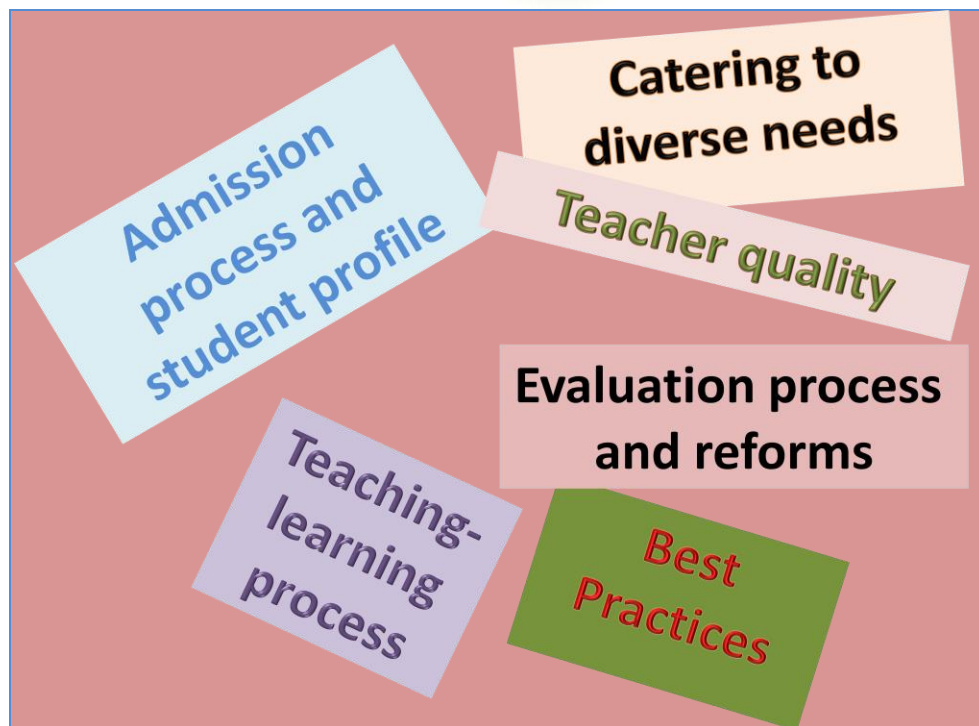 Admission
process and
student profile
Catering to
diverse needs
Teacher quality
Evaluation process
and reforms
Teaching-
learning
process
Best
Practices